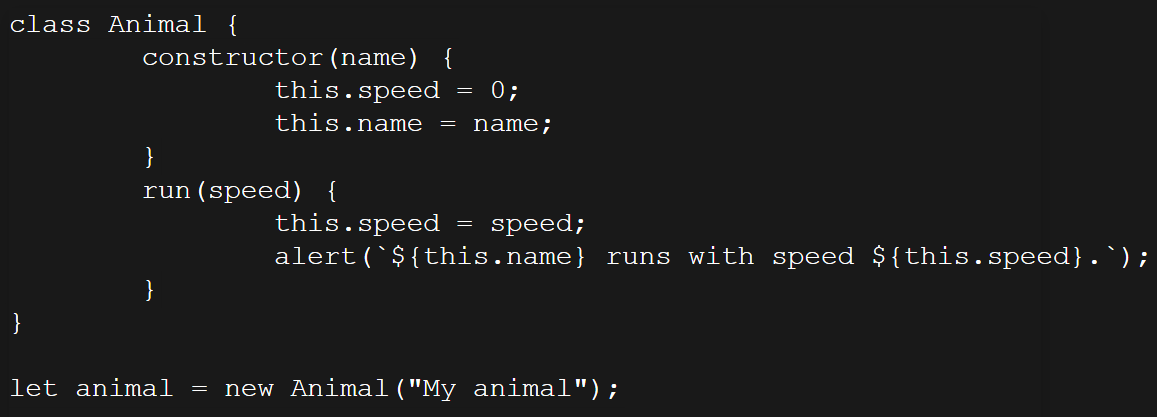 class Animal {
constructor(name) {
this.speed = 0;
this.name = name;
}
run(speed) {
this.speed = speed;
alert(`${this.name} runs with speed ${this.speed}.`);
}
}
let animal = new Animal("My animal");